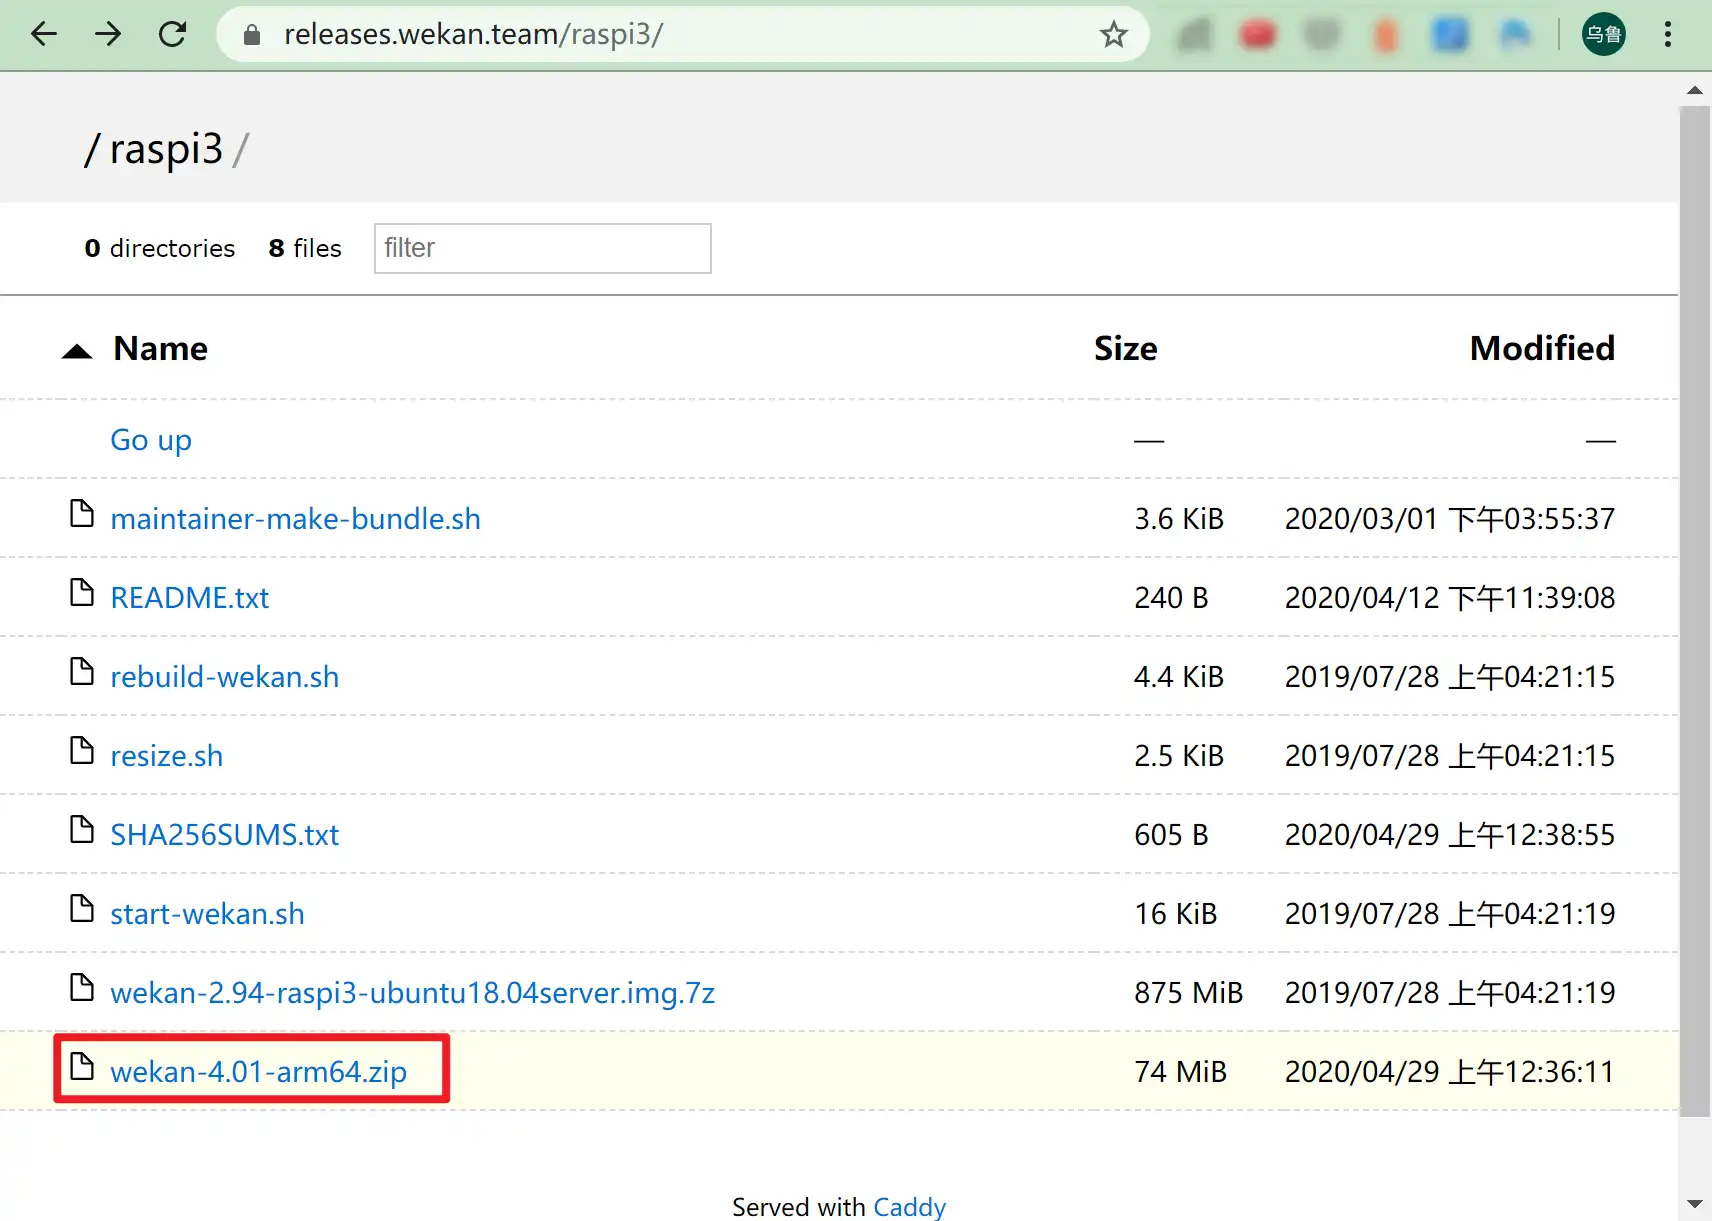 releases.wekan.team/raspi3/
乌鲁
/ raspi3 /
0 directories 8 files filter
Name Size Modified
Go up — —
maintainer-make-bundle.sh 3.6 KiB 2020/03/01 下午03:55:37
README.txt 240 B 2020/04/12 下午11:39:08
rebuild-wekan.sh 4.4 KiB 2019/07/28 上午04:21:15
resize.sh 2.5 KiB 2019/07/28 上午04:21:15
SHA256SUMS.txt 605 B 2020/04/29 上午12:38:55
start-wekan.sh 16 KiB 2019/07/28 上午04:21:19
wekan-2.94-raspi3-ubuntu18.04server.img.7z 875 MiB 2019/07/28 上午04:21:19
wekan-4.01-arm64.zip 74 MiB 2020/04/29 上午12:36:11
Served with Caddy